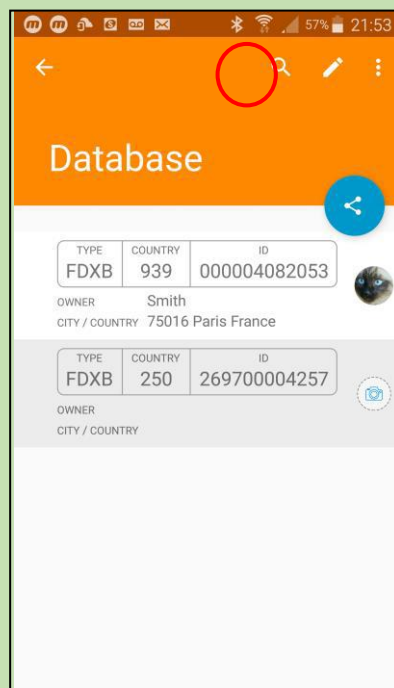 57% 21:53
Database
TYPE COUNTRY ID
FDXB 939 000004082053
OWNER Smith
CITY / COUNTRY 75016 Paris France
TYPE COUNTRY ID
FDXB 250 269700004257
OWNER
CITY / COUNTRY